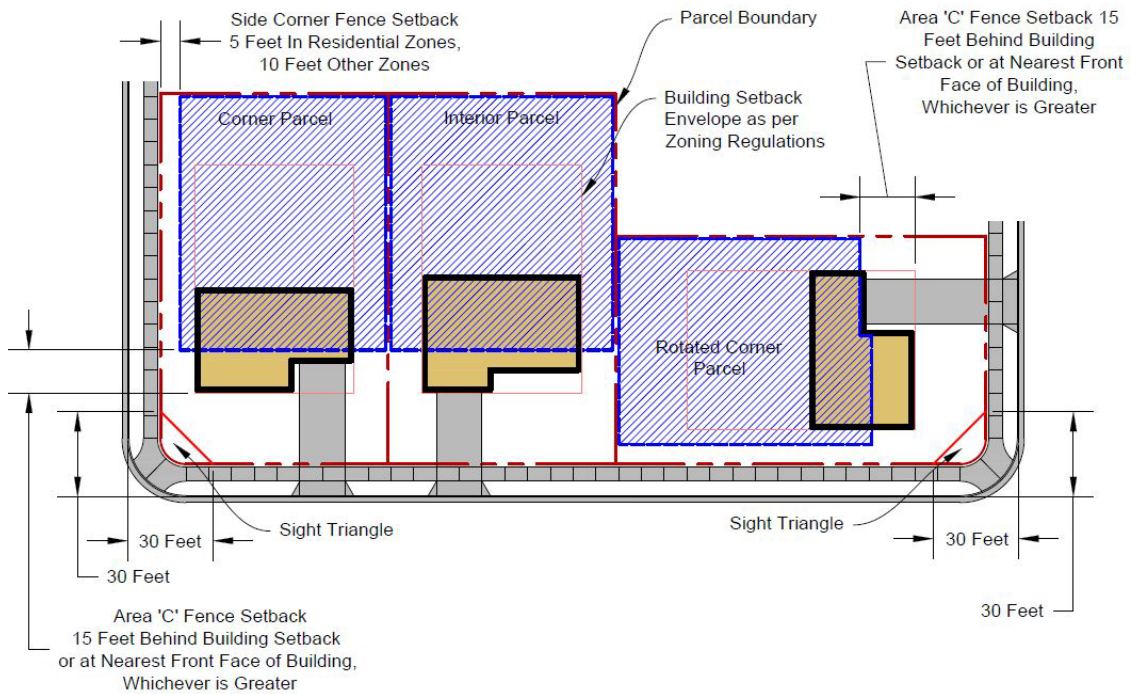 Side Corner Fence Setback
5 Feet In Residential Zones,
10 Feet Other Zones
Parcel Boundary
Area 'C' Fence Setback 15
Feet Behind Building
Setback or at Nearest Front
Face of Building,
Whichever is Greater
Building Setback
Envelope as per
Zoning Regulations
Corner Parcel
Interior Parcel
Rotated Corner
Parcel
Sight Triangle
Sight Triangle
30 Feet
30 Feet
30 Feet
30 Feet
Area 'C' Fence Setback
15 Feet Behind Building Setback
or at Nearest Front Face of Building,
Whichever is Greater